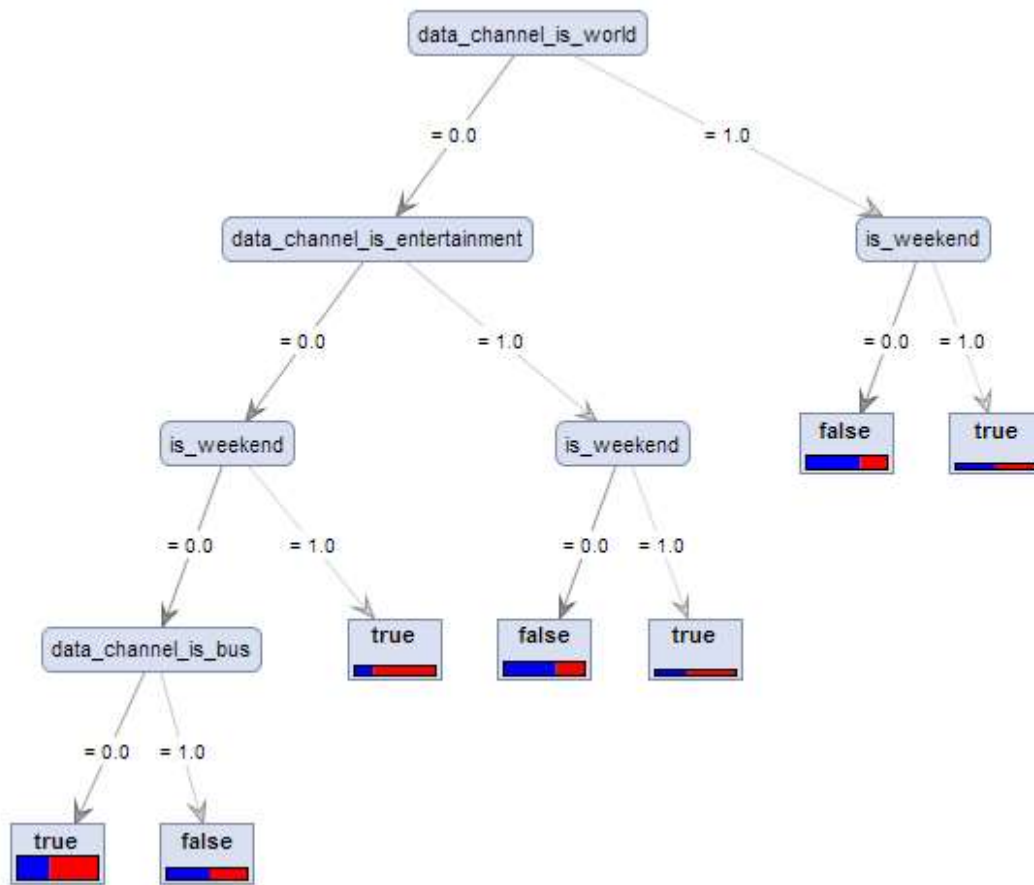 data_channel_is_world
= 0.0
= 1.0
data_channel_is_entertainment
is_weekend
= 0.0
= 1.0
= 0.0
= 1.0
is_weekend
is_weekend
false
true
= 0.0
= 1.0
= 0.0
= 1.0
data_channel_is_bus
true
false
true
= 0.0
= 1.0
true
false